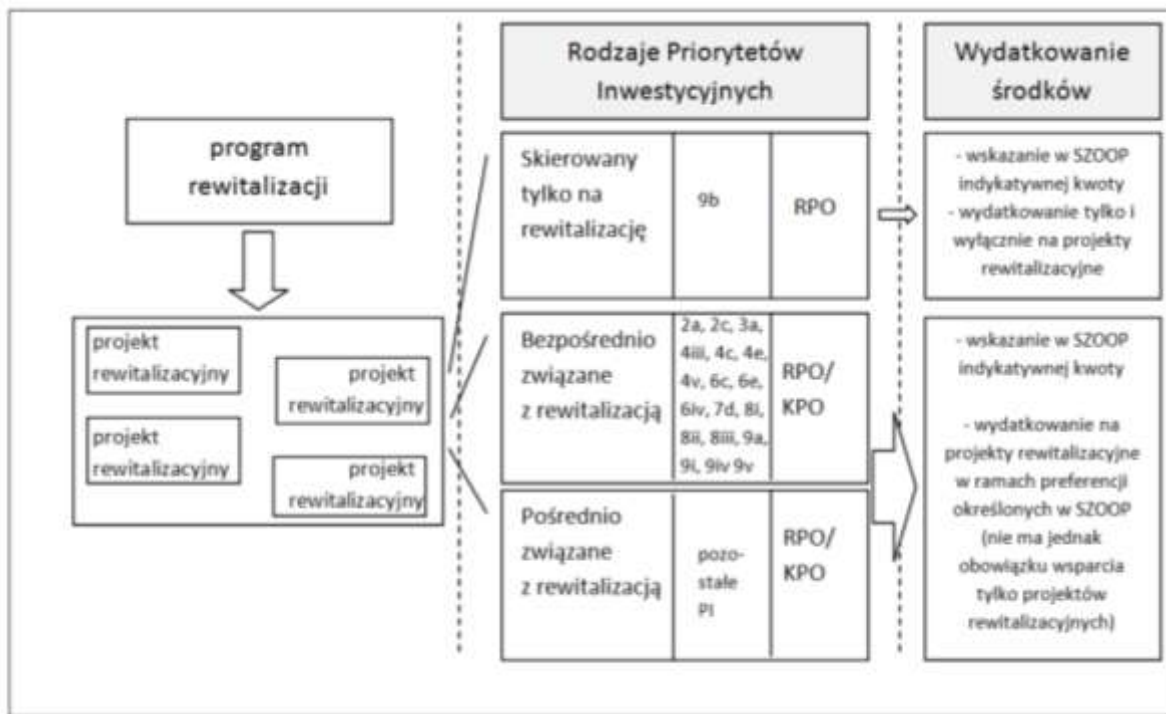 program
rewitalizacji
projekt
rewitalizacyjny
projekt
rewitalizacyjny
projekt
rewitalizacyjny
projekt
rewitalizacyjny
Rodzaje Priorytetów
Inwestycyjnych
Skierowany
tylko na
rewitalizację
9b
RPO
Bezpośrednio
związane
z rewitalizacją
2a, 2c, 3a,
4iii, 4c, 4e,
4v, 6c, 6e,
6iv, 7d, 8i,
8ii, 8iii, 9a,
9i, 9iv 9v
RPO/
KPO
Pośrednio
związane
z rewitalizacją
pozo-
stałe
PI
RPO/
KPO
Wydatkowanie
środków
- wskazanie w SZOOP
indykatywnej kwoty
- wydatkowanie tylko i
wyłącznie na projekty
rewitalizacyjne
- wskazanie w SZOOP
indykatywnej kwoty
- wydatkowanie na
projekty rewitalizacyjne
w ramach preferencji
określonych w SZOOP
(nie ma jednak
obowiązku wsparcia
tylko projektów
rewitalizacyjnych)